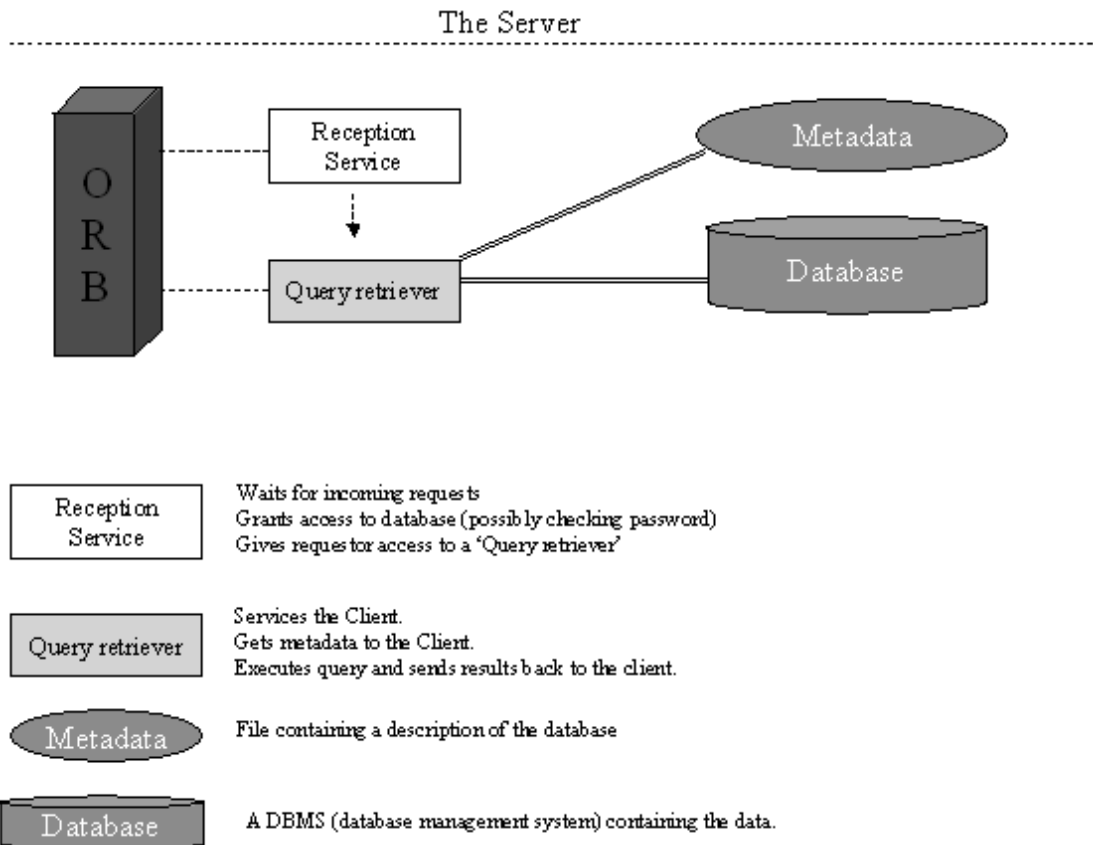 The Server
O
R
B
Reception
Service
Query retriever
Metadata
Database
Reception
Service
Waits for incoming requests
Grants access to database (possibly checking password)
Gives requestor access to a ‘Query retriever’
Query retriever
Services the Client.
Gets metadata to the Client.
Executes query and sends results back to the client.
Metadata
File containing a description of the database
Database
A DBMS (database management system) containing the data.